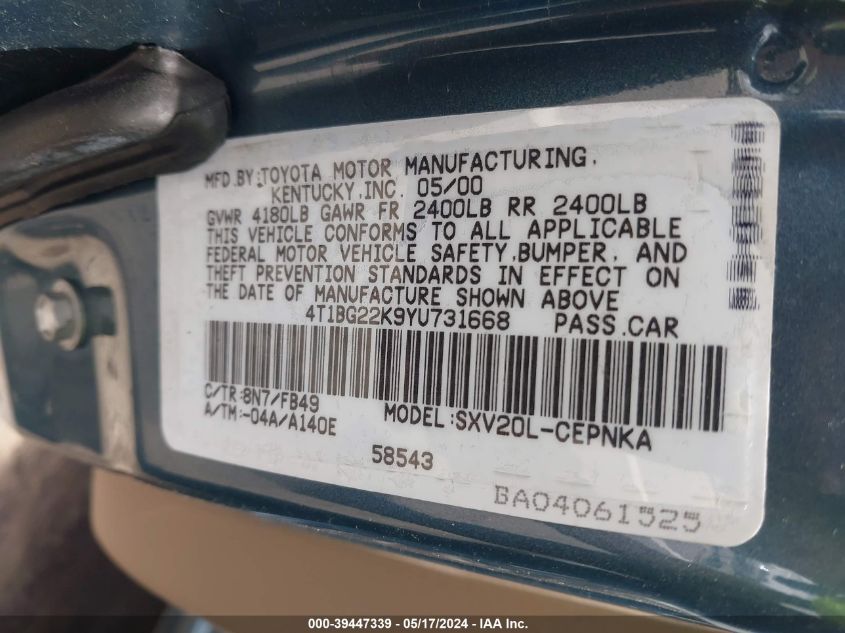 MFD.BY:TOYOTA MOTOR MANUFACTURING,
KENTUCKY,INC. 05/00
GVWR 4180LB GAWR FR 2400LB RR 2400LB
THIS VEHICLE CONFORMS TO ALL APPLICABLE
FEDERAL MOTOR VEHICLE SAFETY,BUMPER, AND
THEFT PREVENTION STANDARDS IN EFFECT ON
THE DATE OF MANUFACTURE SHOWN ABOVE
4T1BG22K9YU731668 PASS.CAR
C/TR:8N7/FB49
A/TM:-04A/A140E MODEL:SXV20L-CEPNKA
58543
BA04061525
000-39447339 - 05/17/2024 - SXV Inc.